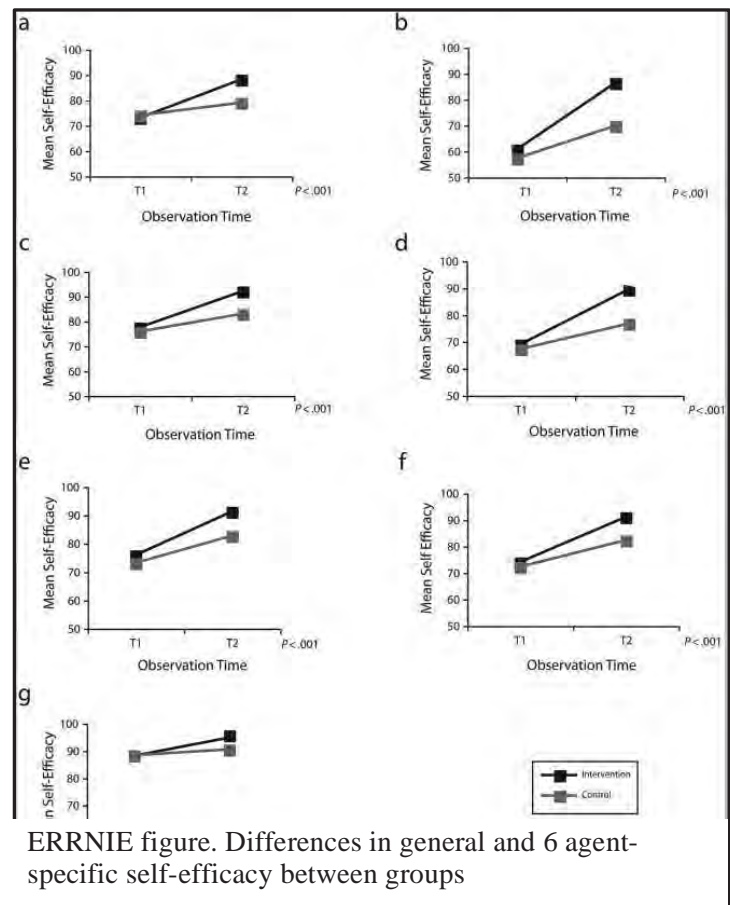 a
100
90
80
70
60
50
Mean Self-Efficacy
T1
T2
P<.001
Observation Time
b
100
90
80
70
60
50
Mean Self-Efficacy
T1
T2
P<.001
Observation Time
c
100
90
80
70
60
50
Mean Self-Efficacy
T1
T2
P<.001
Observation Time
d
100
90
80
70
60
50
Mean Self-Efficacy
T1
T2
P<.001
Observation Time
e
100
90
80
70
60
50
Mean Self-Efficacy
T1
T2
P<.001
Observation Time
f
100
90
80
70
60
50
Mean Self Efficacy
T1
T2
P<.001
Observation Time
g
100
90
80
70
n Self-Efficacy
Intervention
Control
ERRNIE figure. Differences in general and 6 agent-
specific self-efficacy between groups